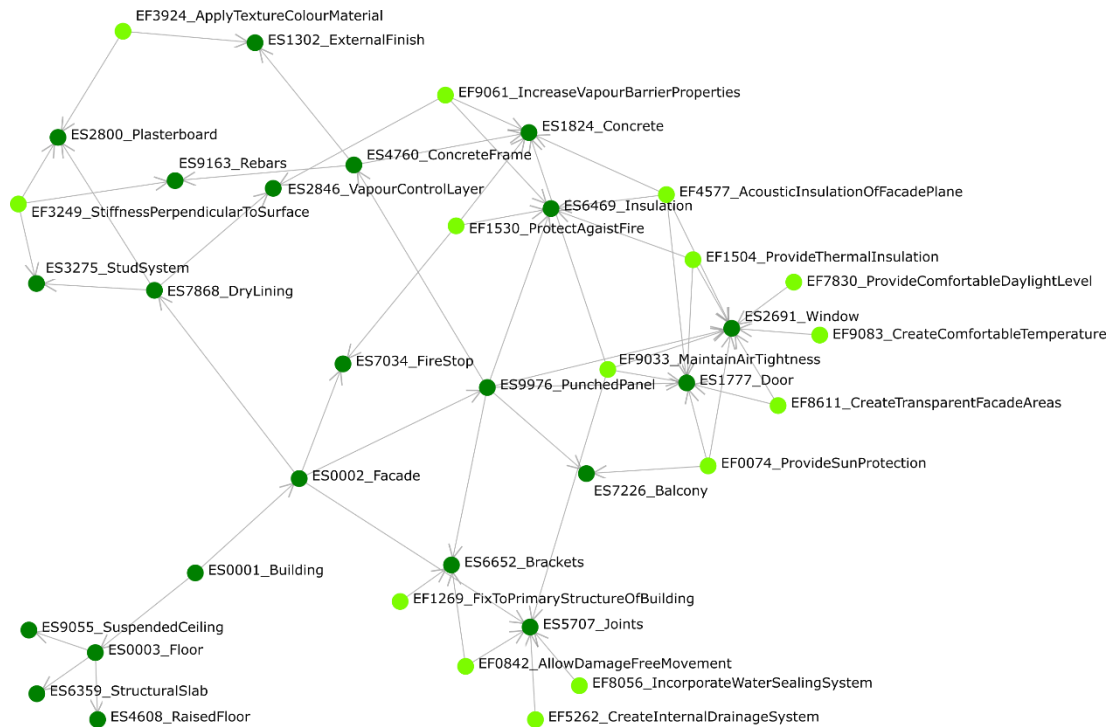 EF3924_ApplyTextureColourMaterial
ES1302_ExternalFinish
EF9061_IncreaseVapourBarrierProperties
ES1824_Concrete
ES2800_Plasterboard
ES9163_Rebars
ES4760_ConcreteFrame
ES2846_VapourControlLayer
EF4577_AcousticInsulationOfFacadePlane
EF3249_StiffnessPerpendicularToSurface
ES6469_Insulation
EF1530_ProtectAgaistFire
EF1504_ProvideThermalInsulation
ES3275_StudSystem
ES7868_DryLining
EF7830_ProvideComfortableDaylightLevel
ES2691_Window
EF9083_CreateComfortableTemperature
ES7034_FireStop
EF9033_MaintainAirTightness
ES9976_PunchedPanel
ES1777_Door
EF8611_CreateTransparentFacadeAreas
EF0074_ProvideSunProtection
ES0002_Facade
ES7226_Balcony
ES6652_Brackets
ES0001_Building
EF1269_FixToPrimaryStructureOfBuilding
ES9055_SuspendedCeiling
ES5707_Joints
ES0003_Floor
EF0842_AllowDamageFreeMovement
EF8056_IncorporateWaterSealingSystem
ES6359_StructuralSlab
ES4608_RaisedFloor
EF5262_CreateInternalDrainageSystem